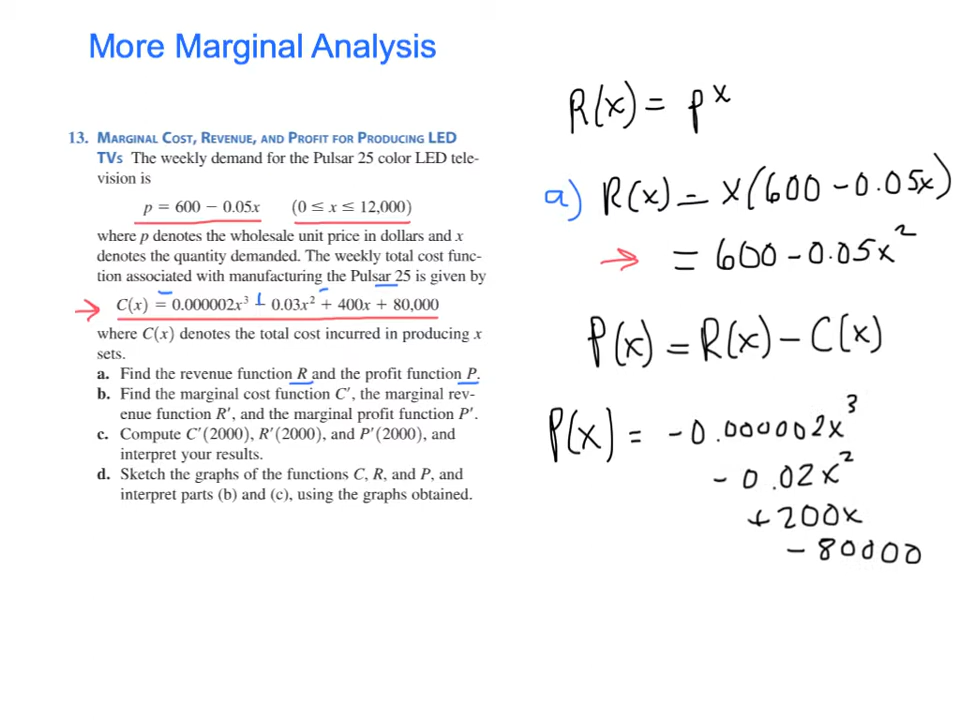 More Marginal Analysis
13. MARGINAL COST, REVENUE, AND PROFIT FOR PRODUCING LED
TVs The weekly demand for the Pulsar 25 color LED tele-
vision is
p = 600 − 0.05x (0 ≤ x ≤ 12,000)
where p denotes the wholesale unit price in dollars and x
denotes the quantity demanded. The weekly total cost func-
tion associated with manufacturing the Pulsar 25 is given by
C(x) = 0.000002x³ 0.03x² + 400x + 80,000
where C(x) denotes the total cost incurred in producing x
sets.
a. Find the revenue function R and the profit function P.
b. Find the marginal cost function C′, the marginal rev-
enue function R′, and the marginal profit function P′.
c. Compute C′(2000), R′(2000), and P′(2000), and
interpret your results.
d. Sketch the graphs of the functions C, R, and P, and
interpret parts (b) and (c), using the graphs obtained.
R(x) = px
a) R(x) = x(600 - 0.05x)
→ = 600 - 0.05x²
P(x) = R(x) - C(x)
P(x) = -0.000002x³
- 0.02x²
+200x
- 80000